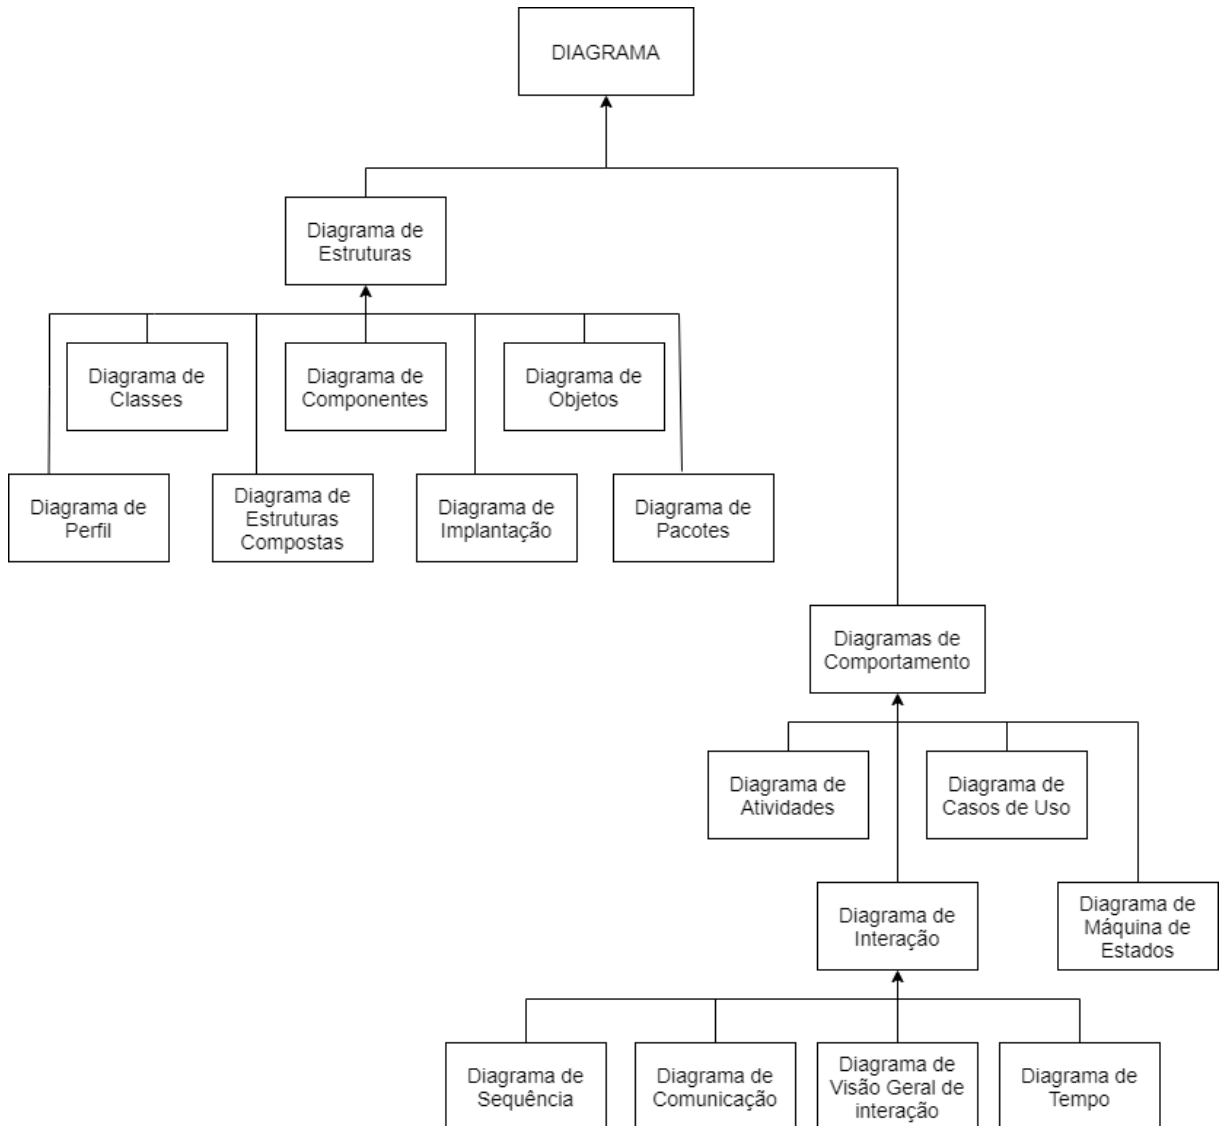 DIAGRAMA
Diagrama de
Estruturas
Diagrama de
Classes
Diagrama de
Componentes
Diagrama de
Objetos
Diagrama de
Perfil
Diagrama de
Estruturas
Compostas
Diagrama de
Implantação
Diagrama de
Pacotes
Diagramas de
Comportamento
Diagrama de
Atividades
Diagrama de
Casos de Uso
Diagrama de
Interação
Diagrama de
Máquina de
Estados
Diagrama de
Sequência
Diagrama de
Comunicação
Diagrama de
Visão Geral de
interação
Diagrama de
Tempo